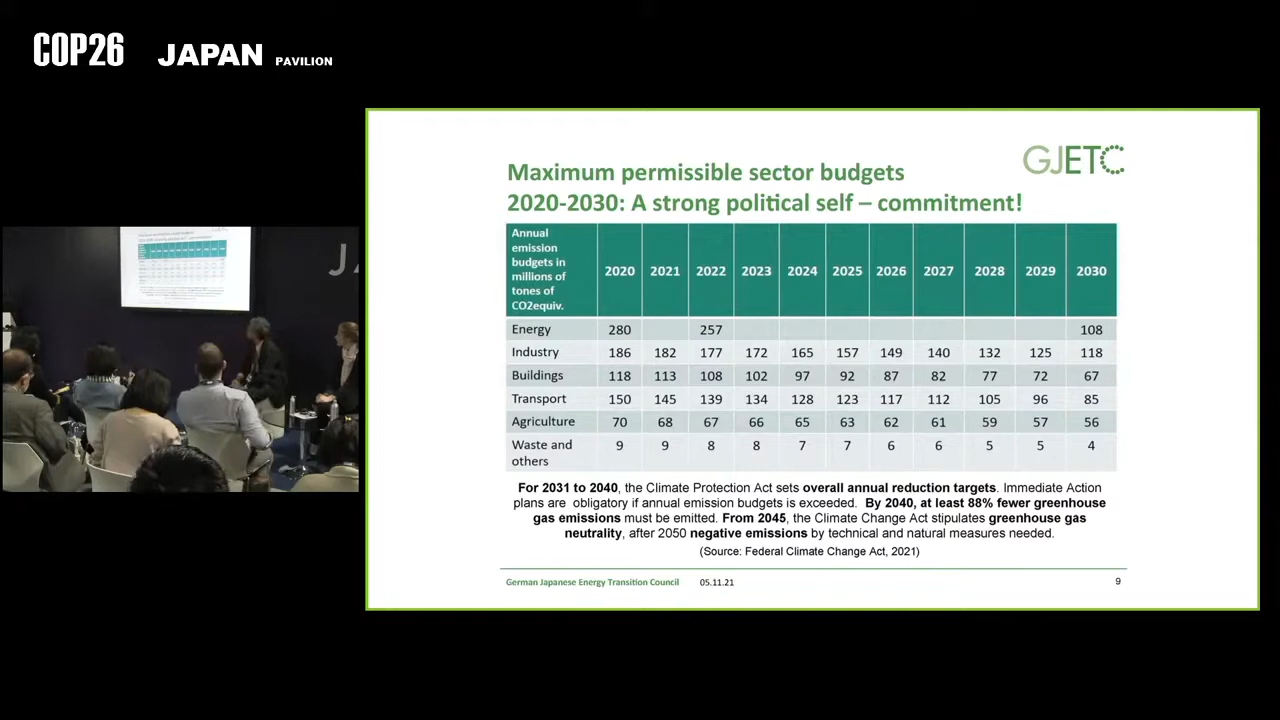 COP26 JAPAN PAVILION
GJETC
Maximum permissible sector budgets
2020-2030: A strong political self – commitment!
Annual emission budgets in millions of tones of CO2equiv. 2020 2021 2022 2023 2024 2025 2026 2027 2028 2029 2030
Energy 280 257 108
Industry 186 182 177 172 165 157 149 140 132 125 118
Buildings 118 113 108 102 97 92 87 82 77 72 67
Transport 150 145 139 134 128 123 117 112 105 96 85
Agriculture 70 68 67 66 65 63 62 61 59 57 56
Waste and others 9 9 8 8 7 7 6 6 5 5 4
For 2031 to 2040, the Climate Protection Act sets overall annual reduction targets. Immediate Action
plans are obligatory if annual emission budgets is exceeded. By 2040, at least 88% fewer greenhouse
gas emissions must be emitted. From 2045, the Climate Change Act stipulates greenhouse gas
neutrality, after 2050 negative emissions by technical and natural measures needed.
(Source: Federal Climate Change Act, 2021)
German Japanese Energy Transition Council 05.11.21 9